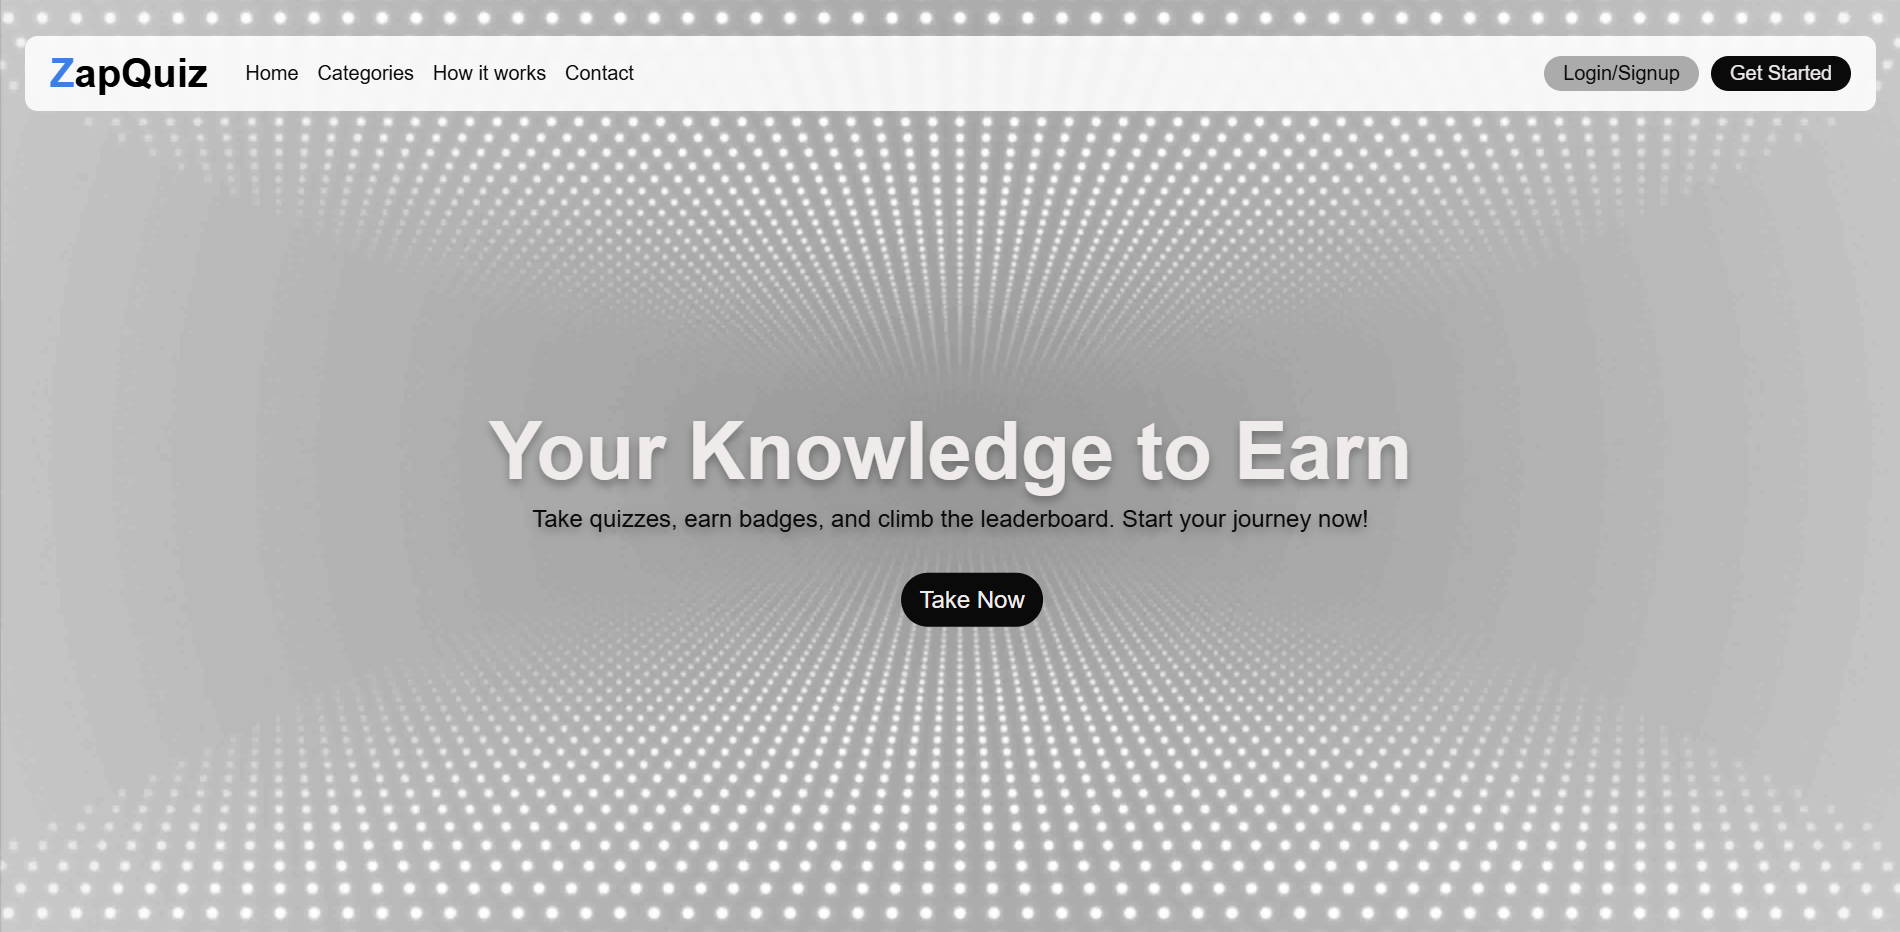 ZapQuiz Home Categories How it works Contact Login/Signup Get Started
Your Knowledge to Earn
Take quizzes, earn badges, and climb the leaderboard. Start your journey now!
Take Now